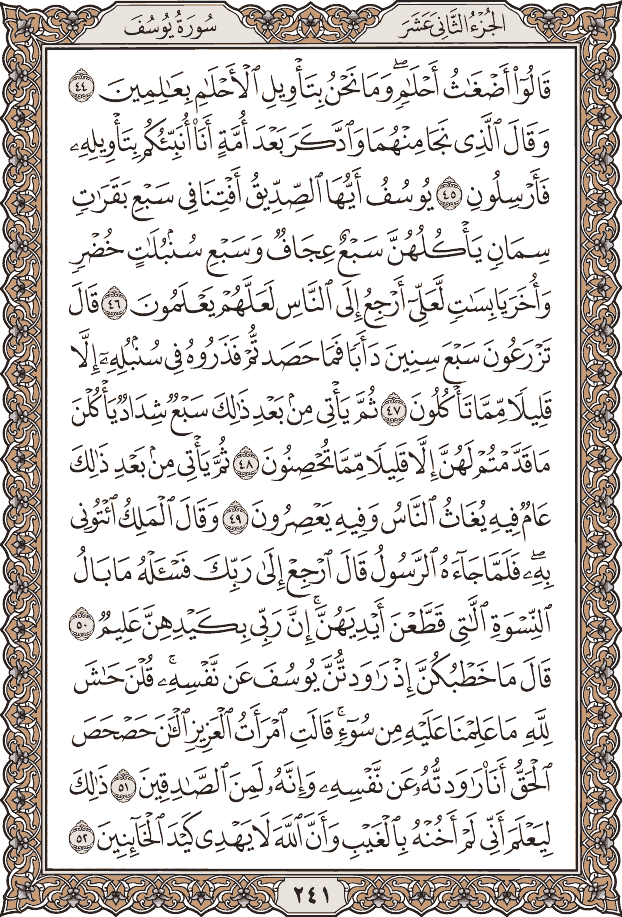 الجُزْءُ الثَّانِي عَشَرَ
سُورَةُ يُوسُفَ
قَالُوٓاْ أَضۡغَٰثُ أَحۡلَٰمٖۖ وَمَا نَحۡنُ بِتَأۡوِيلِ ٱلۡأَحۡلَٰمِ بِعَٰلِمِينَ ٤٤
وَقَالَ ٱلَّذِي نَجَا مِنۡهُمَا وَٱدَّكَرَ بَعۡدَ أُمَّةٍ أَنَا۠ أُنَبِّئُكُم بِتَأۡوِيلِهِۦ
فَأَرۡسِلُونِ ٤٥ يُوسُفُ أَيُّهَا ٱلصِّدِّيقُ أَفۡتِنَا فِي سَبۡعِ بَقَرَٰتٖ
سِمَانٖ يَأۡكُلُهُنَّ سَبۡعٌ عِجَافٞ وَسَبۡعِ سُنۢبُلَٰتٍ خُضۡرٖ
وَأُخَرَ يَابِسَٰتٖ لَّعَلِّيٓ أَرۡجِعُ إِلَى ٱلنَّاسِ لَعَلَّهُمۡ يَعۡلَمُونَ ٤٦ قَالَ
تَزۡرَعُونَ سَبۡعَ سِنِينَ دَأَبٗا فَمَا حَصَدتُّمۡ فَذَرُوهُ فِي سُنۢبُلِهِۦٓ إِلَّا
قَلِيلٗا مِّمَّا تَأۡكُلُونَ ٤٧ ثُمَّ يَأۡتِي مِنۢ بَعۡدِ ذَٰلِكَ سَبۡعٞ شِدَادٞ يَأۡكُلۡنَ
مَا قَدَّمۡتُمۡ لَهُنَّ إِلَّا قَلِيلٗا مِّمَّا تُحۡصِنُونَ ٤٨ ثُمَّ يَأۡتِي مِنۢ بَعۡدِ ذَٰلِكَ
عَامٞ فِيهِ يُغَاثُ ٱلنَّاسُ وَفِيهِ يَعۡصِرُونَ ٤٩ وَقَالَ ٱلۡمَلِكُ ٱئۡتُونِي
بِهِۦۖ فَلَمَّا جَآءَهُ ٱلرَّسُولُ قَالَ ٱرۡجِعۡ إِلَىٰ رَبِّكَ فَسۡـَٔلۡهُ مَا بَالُ
ٱلنِّسۡوَةِ ٱلَّٰتِي قَطَّعۡنَ أَيۡدِيَهُنَّۚ إِنَّ رَبِّي بِكَيۡدِهِنَّ عَلِيمٞ ٥٠
قَالَ مَا خَطۡبُكُنَّ إِذۡ رَٰوَدتُّنَّ يُوسُفَ عَن نَّفۡسِهِۦۚ قُلۡنَ حَٰشَ
لِلَّهِ مَا عَلِمۡنَا عَلَيۡهِ مِن سُوٓءٖۚ قَالَتِ ٱمۡرَأَتُ ٱلۡعَزِيزِ ٱلۡـَٰٔنَ حَصۡحَصَ
ٱلۡحَقُّ أَنَا۠ رَٰوَدتُّهُۥ عَن نَّفۡسِهِۦ وَإِنَّهُۥ لَمِنَ ٱلصَّٰدِقِينَ ٥١ ذَٰلِكَ
لِيَعۡلَمَ أَنِّي لَمۡ أَخُنۡهُ بِٱلۡغَيۡبِ وَأَنَّ ٱللَّهَ لَا يَهۡدِي كَيۡدَ ٱلۡخَآئِنِينَ ٥٢
٢٤١